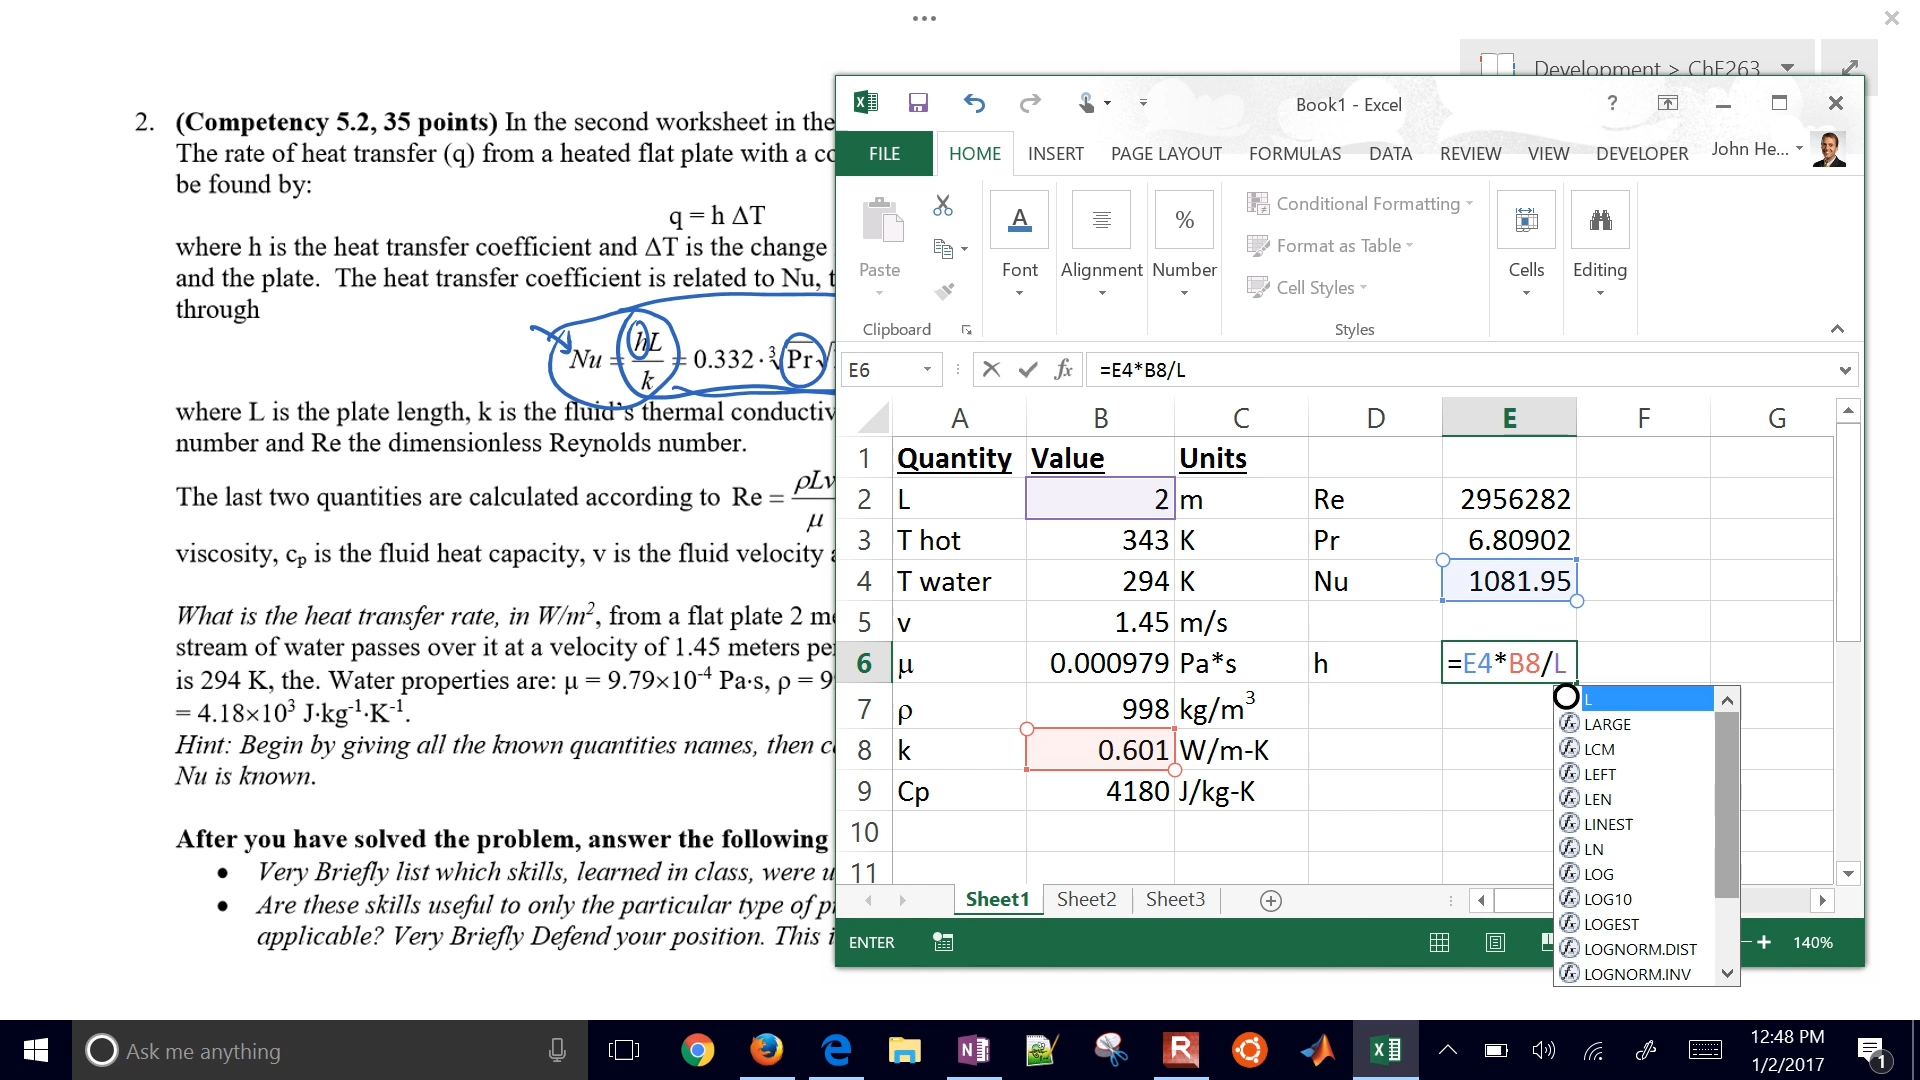 Development > ChE263
2. (Competency 5.2, 35 points) In the second worksheet in the
The rate of heat transfer (q) from a heated flat plate with a co
be found by:
q = h ΔT
where h is the heat transfer coefficient and ΔT is the change
and the plate. The heat transfer coefficient is related to Nu, t
through
Nu = hL/k = 0.332 · ∛Pr √
where L is the plate length, k is the fluid's thermal conductiv
number and Re the dimensionless Reynolds number.
The last two quantities are calculated according to Re = ρLv/μ
viscosity, cp is the fluid heat capacity, v is the fluid velocity a
What is the heat transfer rate, in W/m², from a flat plate 2 me
stream of water passes over it at a velocity of 1.45 meters pe
is 294 K, the. Water properties are: μ = 9.79×10⁻⁴ Pa·s, ρ = 9
= 4.18×10³ J·kg⁻¹·K⁻¹.
Hint: Begin by giving all the known quantities names, then c
Nu is known.
After you have solved the problem, answer the following
• Very Briefly list which skills, learned in class, were u
• Are these skills useful to only the particular type of p
applicable? Very Briefly Defend your position. This i
Book1 - Excel
?
FILE HOME INSERT PAGE LAYOUT FORMULAS DATA REVIEW VIEW DEVELOPER John He...
Paste
Clipboard
A
Font
Alignment
%
Number
Conditional Formatting
Format as Table
Cell Styles
Styles
Cells
Editing
E6 fx =E4*B8/L
A B C D E F G
1 Quantity Value Units
2 L 2 m Re 2956282
3 T hot 343 K Pr 6.80902
4 T water 294 K Nu 1081.95
5 v 1.45 m/s
6 μ 0.000979 Pa*s h =E4*B8/L
7 ρ 998 kg/m³
8 k 0.601 W/m-K
9 Cp 4180 J/kg-K
10
11
L
LARGE
LCM
LEFT
LEN
LINEST
LN
LOG
LOG10
LOGEST
LOGNORM.DIST
LOGNORM.INV
Sheet1 Sheet2 Sheet3
ENTER 140%
Ask me anything
12:48 PM
1/2/2017
1